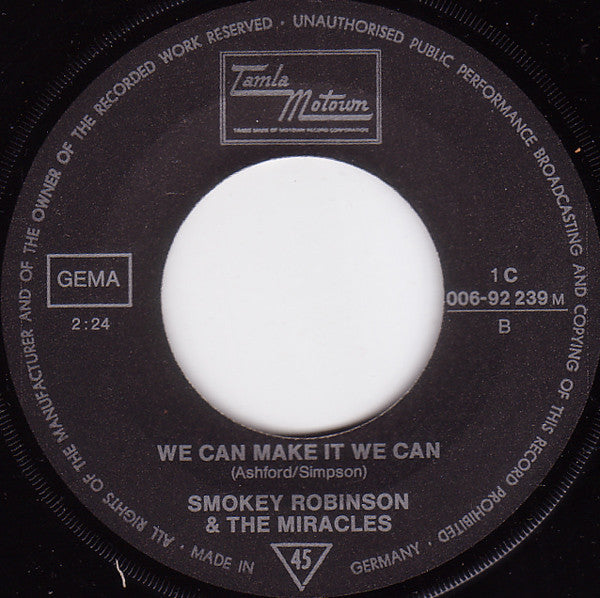 ALL RIGHTS OF THE MANUFACTURER AND OF THE OWNER OF THE RECORDED WORK RESERVED · UNAUTHORISED PUBLIC PERFORMANCE BROADCASTING AND COPYING OF THIS RECORD PROHIBITED ·
Tamla
Motown
TRADE MARK OF MOTOWN RECORD CORPORATION
GEMA
2:24
1 C
006-92 239 M
B
WE CAN MAKE IT WE CAN
(Ashford/Simpson)
SMOKEY ROBINSON
& THE MIRACLES
MADE IN 45 GERMANY